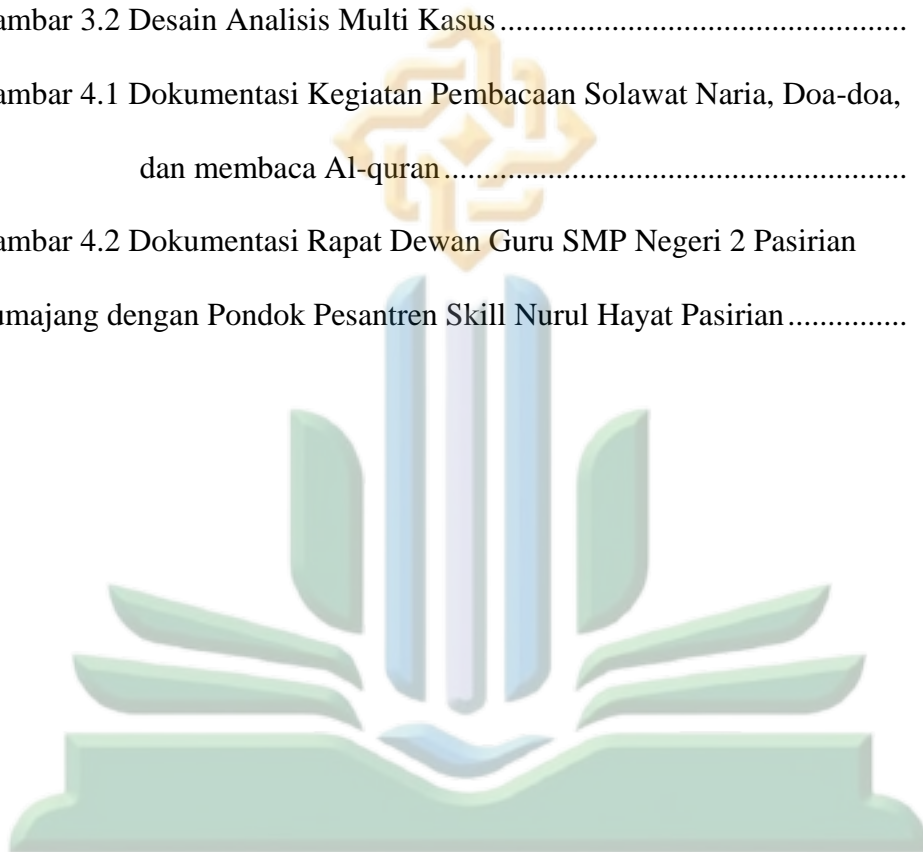 ambar 3.2 Desain Analisis Multi Kasus...................................................
ambar 4.1 Dokumentasi Kegiatan Pembacaan Solawat Naria, Doa-doa,
dan membaca Al-quran..........................................................
ambar 4.2 Dokumentasi Rapat Dewan Guru SMP Negeri 2 Pasirian
umajang dengan Pondok Pesantren Skill Nurul Hayat Pasirian...............